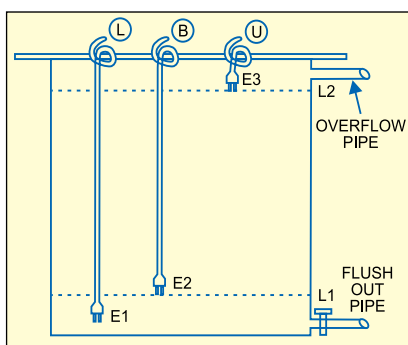 L B U
E3
L2
OVERFLOW
PIPE
E2
L1
FLUSH
OUT
PIPE
E1